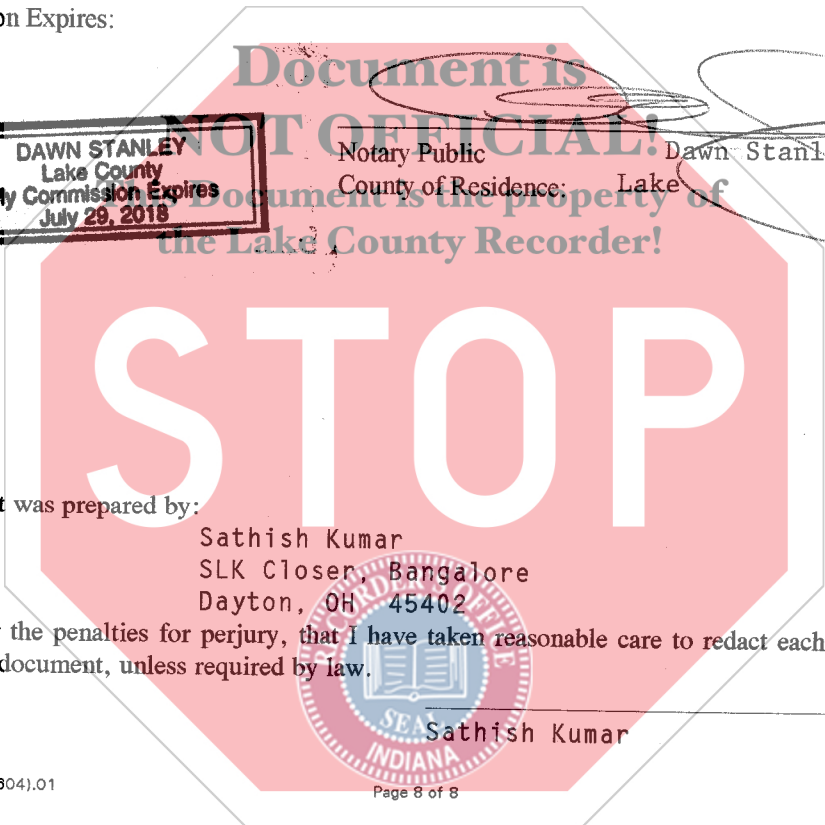 on Expires:
Document is
NOT OFFICIAL!
This Document is the property of
the Lake County Recorder!
DAWN STANLEY
Lake County
My Commission Expires
July 29, 2018
Notary Public Dawn Stanl
County of Residence: Lake
STOP
t was prepared by:
Sathish Kumar
SLK Closer, Bangalore
Dayton, OH 45402
the penalties for perjury, that I have taken reasonable care to redact each
document, unless required by law.
RECORDER'S OFFICE
SEAL
INDIANA
Sathish Kumar
604).01
Page 8 of 8